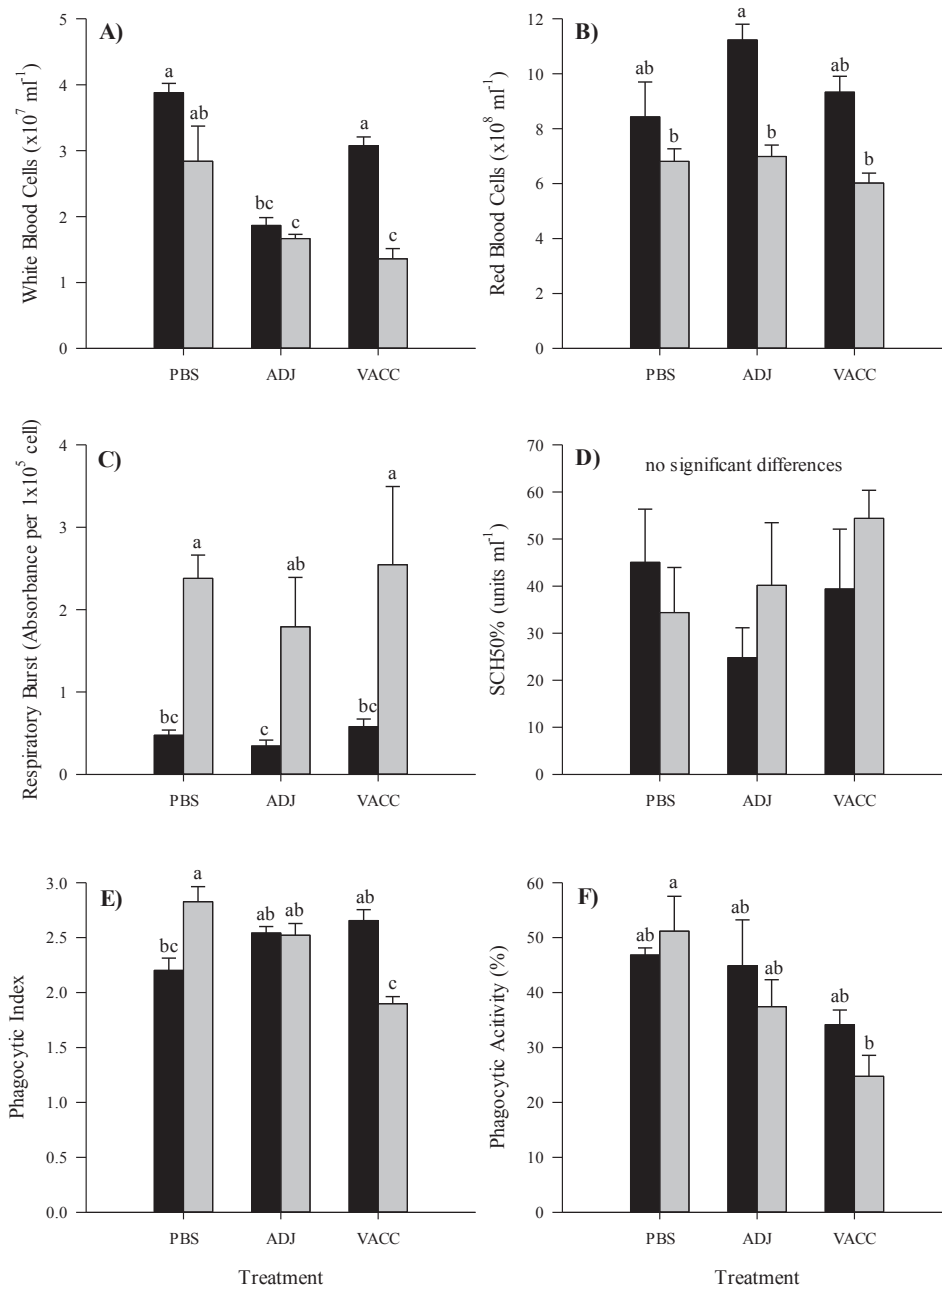 A)
White Blood Cells (x10⁷ ml⁻¹)
5
4
3
2
1
0
a
ab
bc
c
a
c
PBS ADJ VACC
B)
Red Blood Cells (x10⁸ ml⁻¹)
12
10
8
6
4
2
0
ab
b
a
b
ab
b
PBS ADJ VACC
C)
Respiratory Burst (Absorbance per 1x10⁵ cell)
4
3
2
1
0
bc
a
c
ab
bc
a
PBS ADJ VACC
D)
no significant differences
SCH50% (units ml⁻¹)
70
60
50
40
30
20
10
0
PBS ADJ VACC
E)
Phagocytic Index
3.0
2.5
2.0
1.5
1.0
0.5
0.0
bc
a
ab
ab
ab
c
PBS ADJ VACC
Treatment
F)
Phagocytic Acitivity (%)
60
50
40
30
20
10
0
ab
a
ab
ab
ab
b
PBS ADJ VACC
Treatment